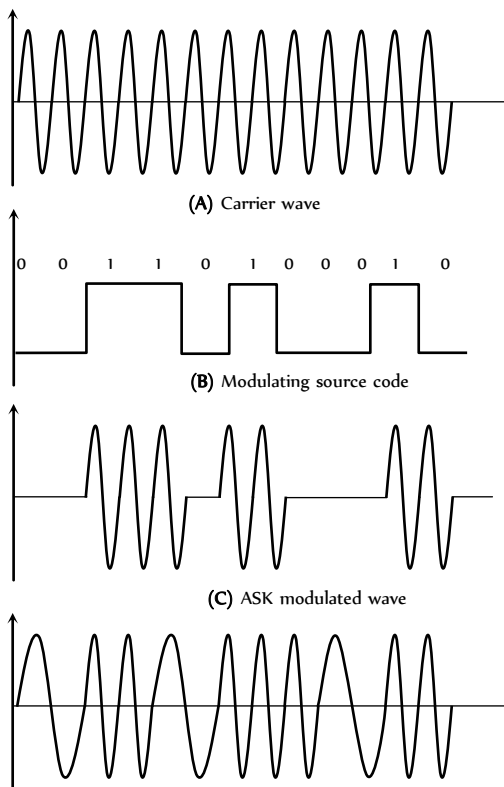 (A) Carrier wave
0 0 1 1 0 1 0 0 0 1 0
(B) Modulating source code
(C) ASK modulated wave